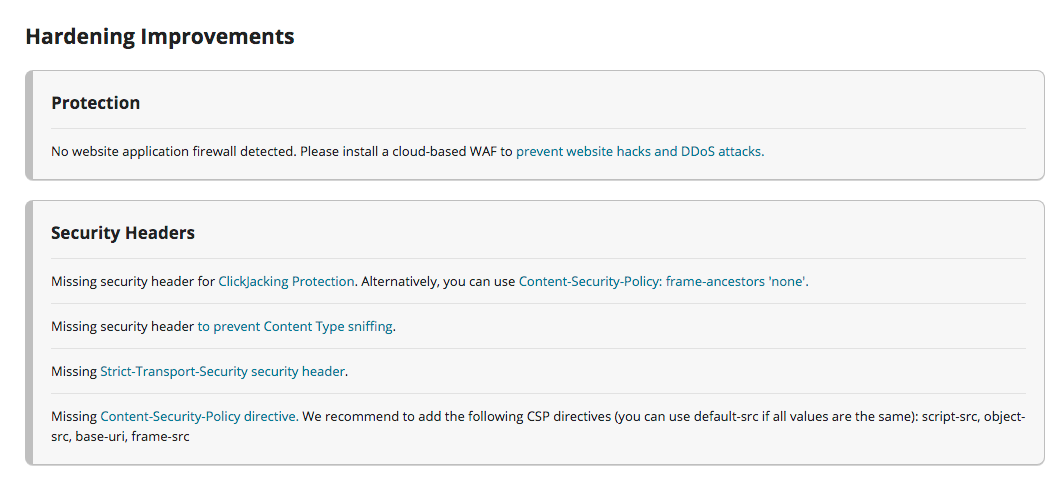 Hardening Improvements
Protection
No website application firewall detected. Please install a cloud-based WAF to prevent website hacks and DDoS attacks.
Security Headers
Missing security header for ClickJacking Protection. Alternatively, you can use Content-Security-Policy: frame-ancestors 'none'.
Missing security header to prevent Content Type sniffing.
Missing Strict-Transport-Security security header.
Missing Content-Security-Policy directive. We recommend to add the following CSP directives (you can use default-src if all values are the same): script-src, object-
src, base-uri, frame-src